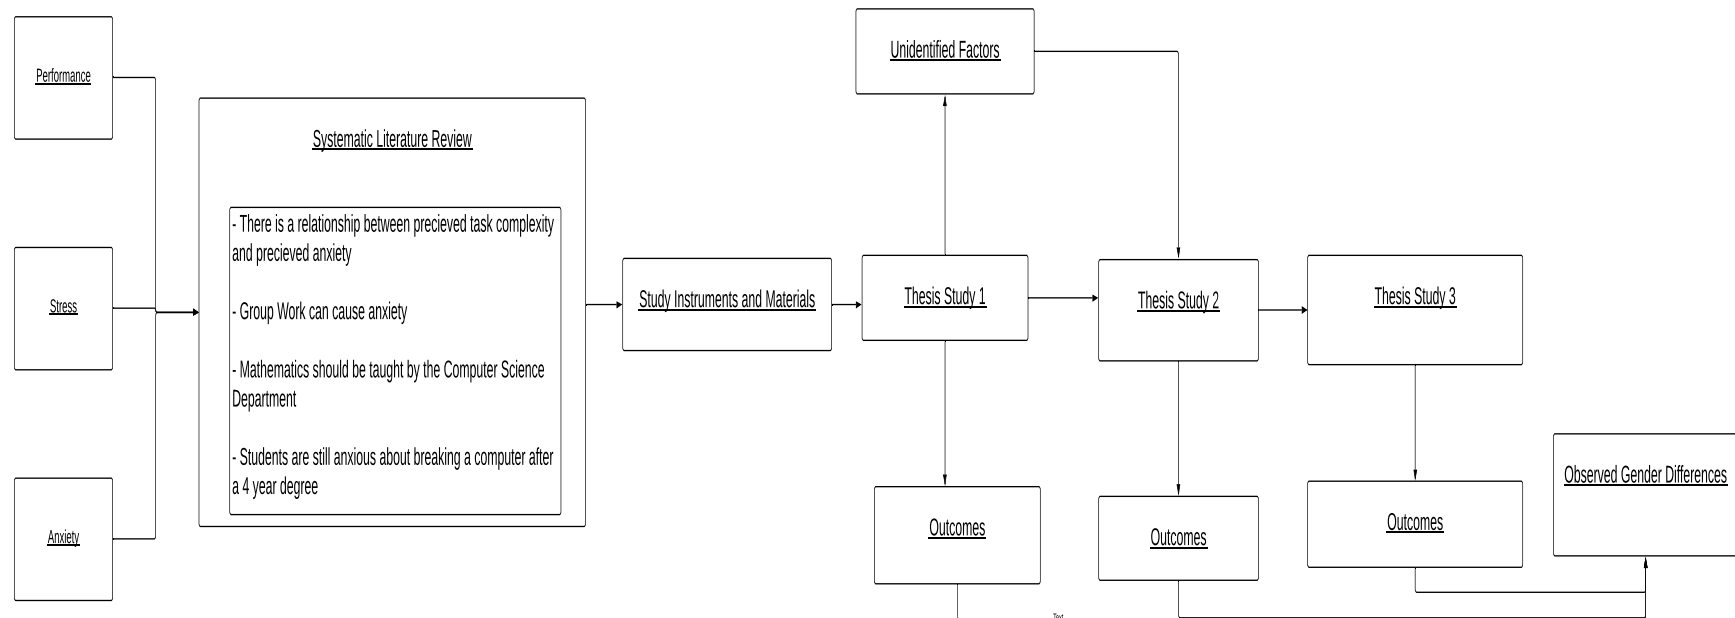 Performance
Stress
Anxiety
Systematic Literature Review
- There is a relationship between precieved task complexity
and precieved anxiety
- Group Work can cause anxiety
- Mathematics should be taught by the Computer Science
Department
- Students are still anxious about breaking a computer after
a 4 year degree
Study Instruments and Materials
Unidentified Factors
Thesis Study 1
Outcomes
Thesis Study 2
Outcomes
Thesis Study 3
Outcomes
Observed Gender Differences
Text